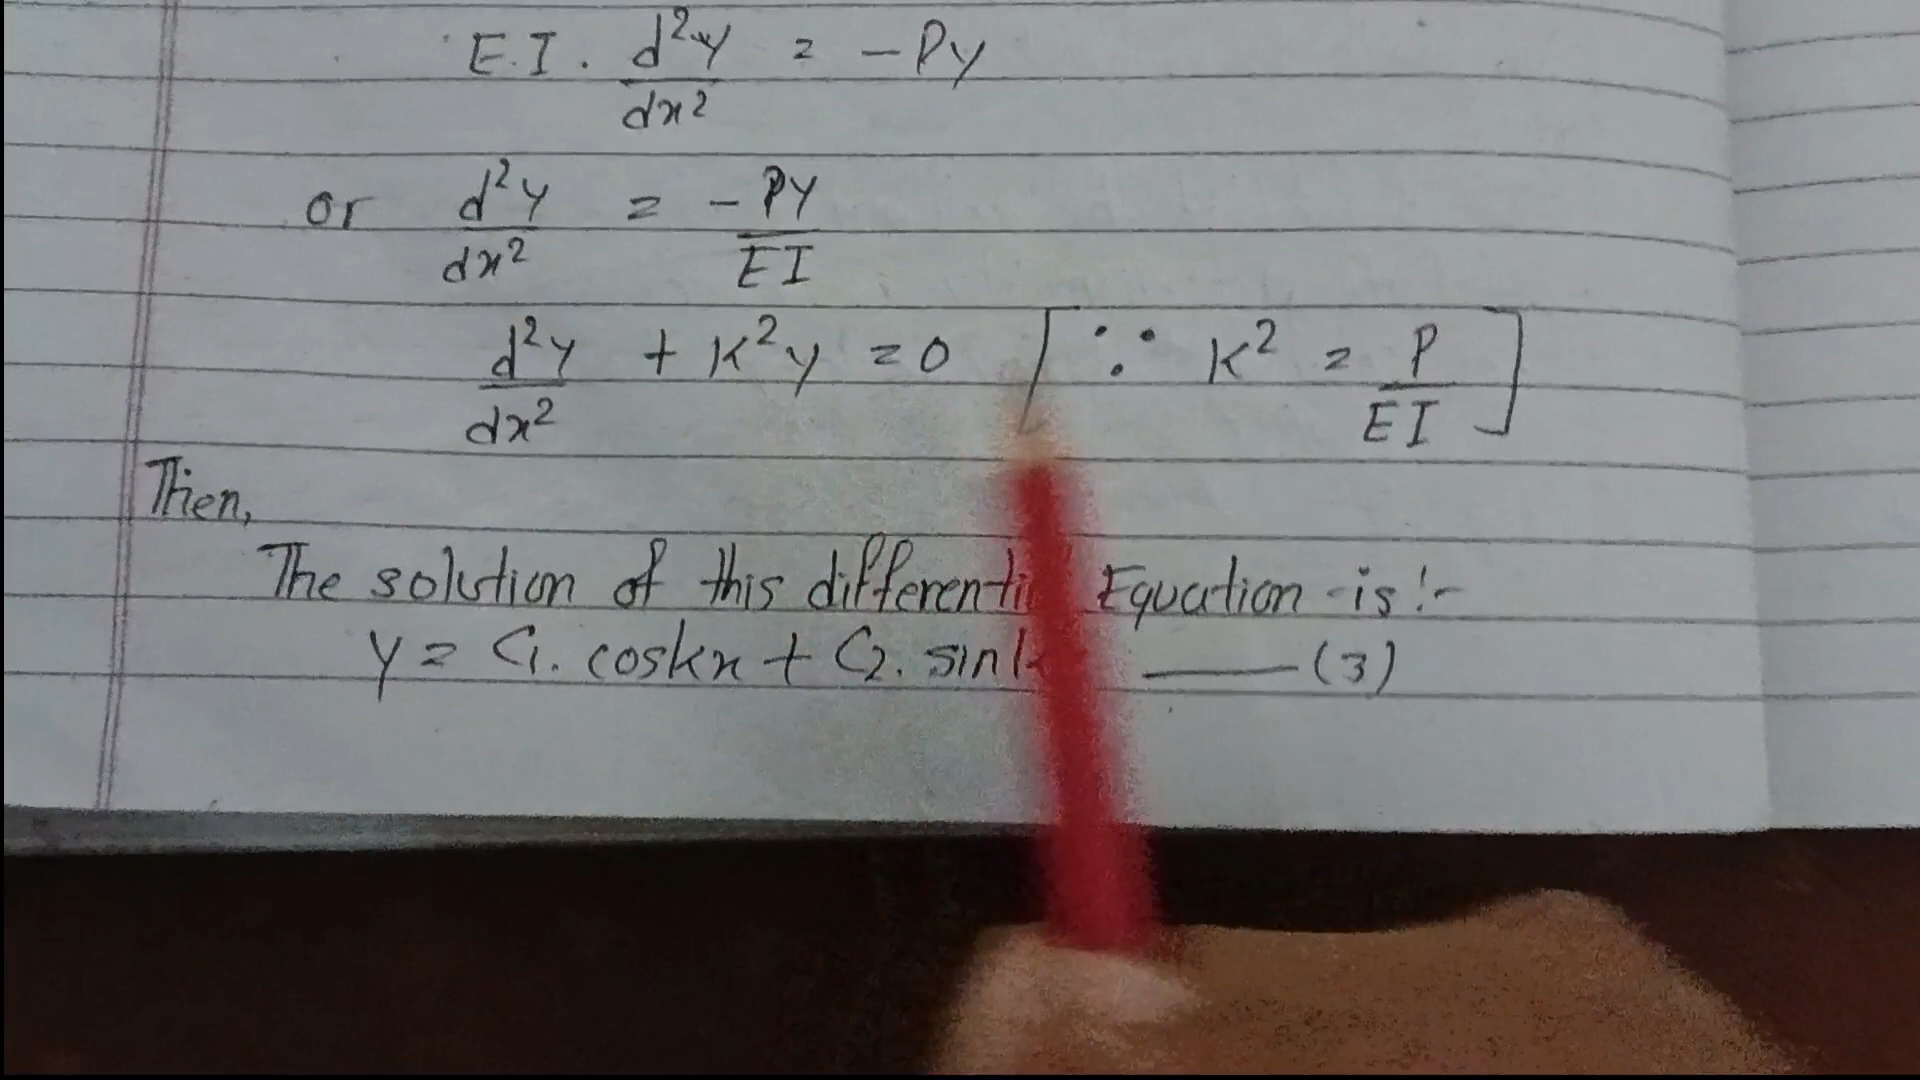 E.I. d²y/dx² = -Py
or d²y/dx² = -PY/EI
d²y/dx² + K²y = 0 [∵ K² = P/EI]
Then,
The solution of this differenti Equation is:-
y = C₁. coskx + C₂. sink ——— (3)